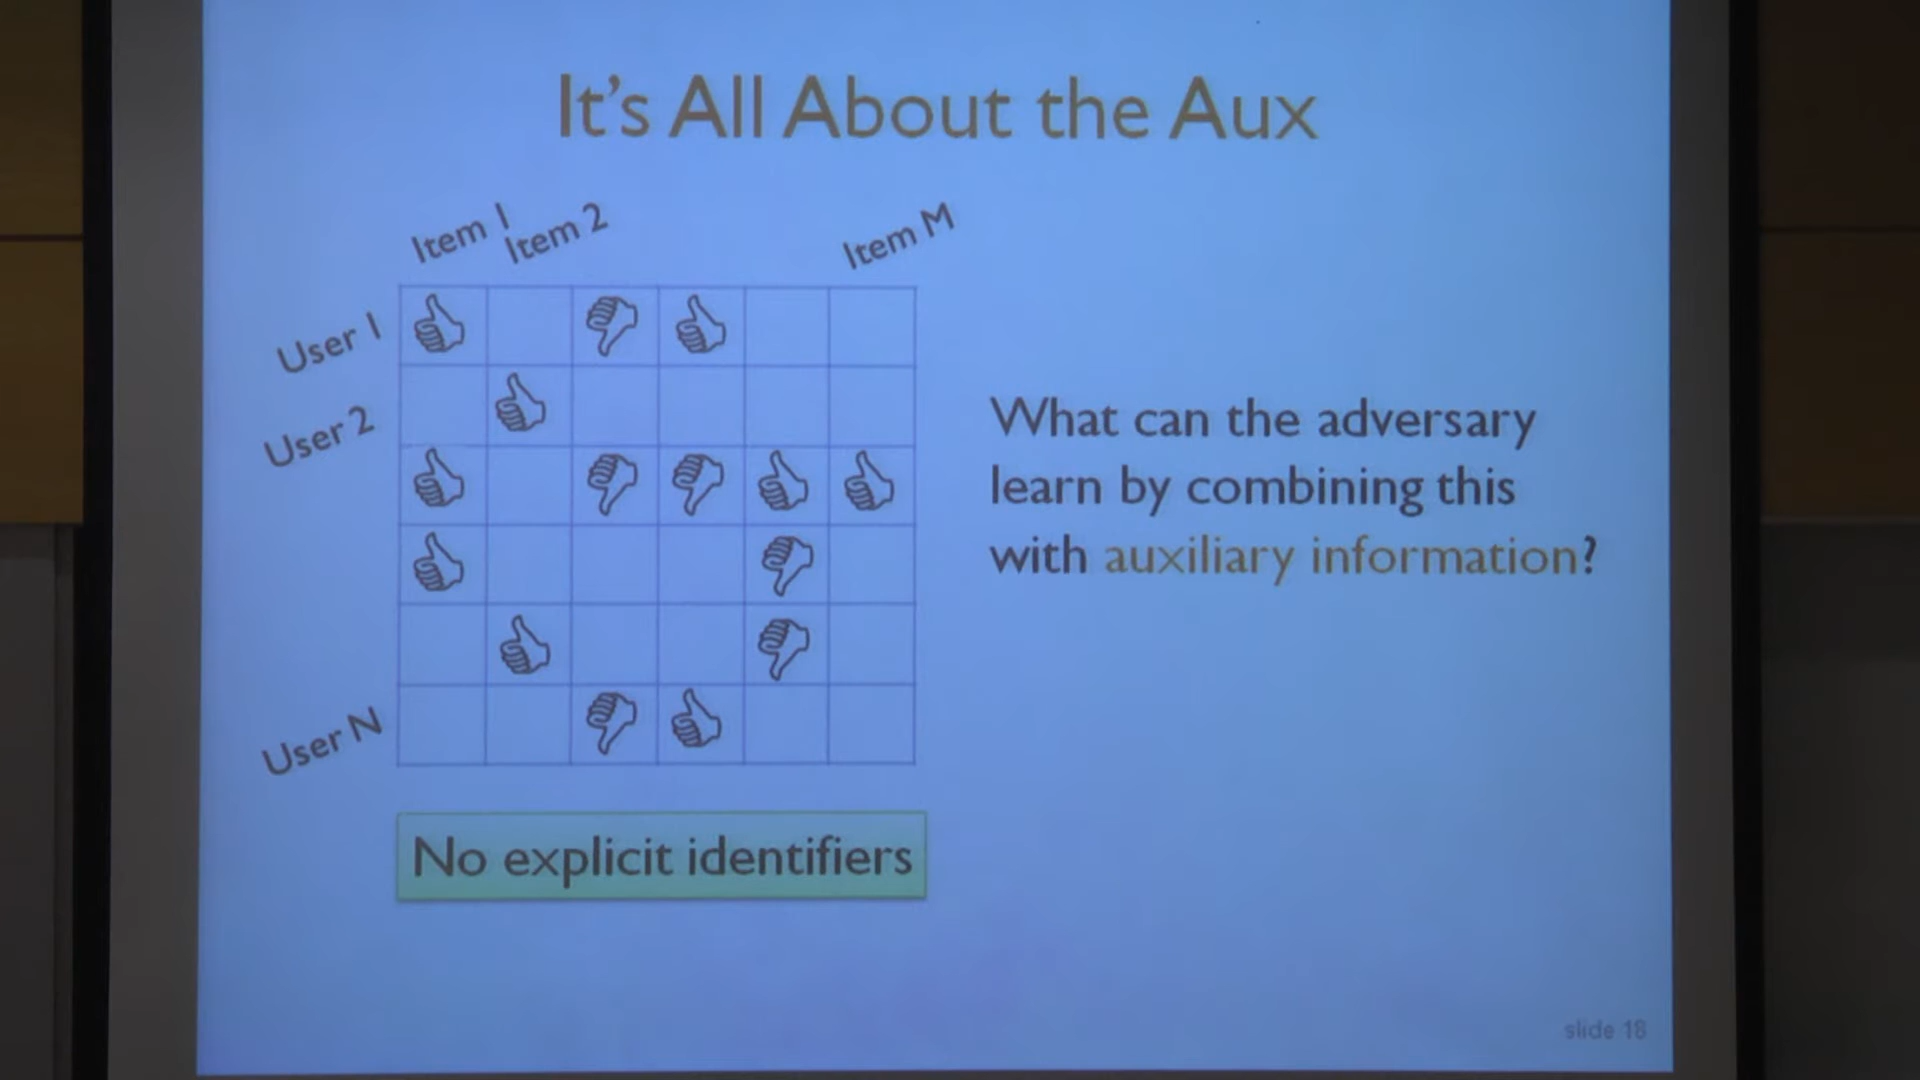 It's All About the Aux
Item 1
Item 2
Item M
User 1
User 2
User N
What can the adversary
learn by combining this
with auxiliary information?
No explicit identifiers
slide 18